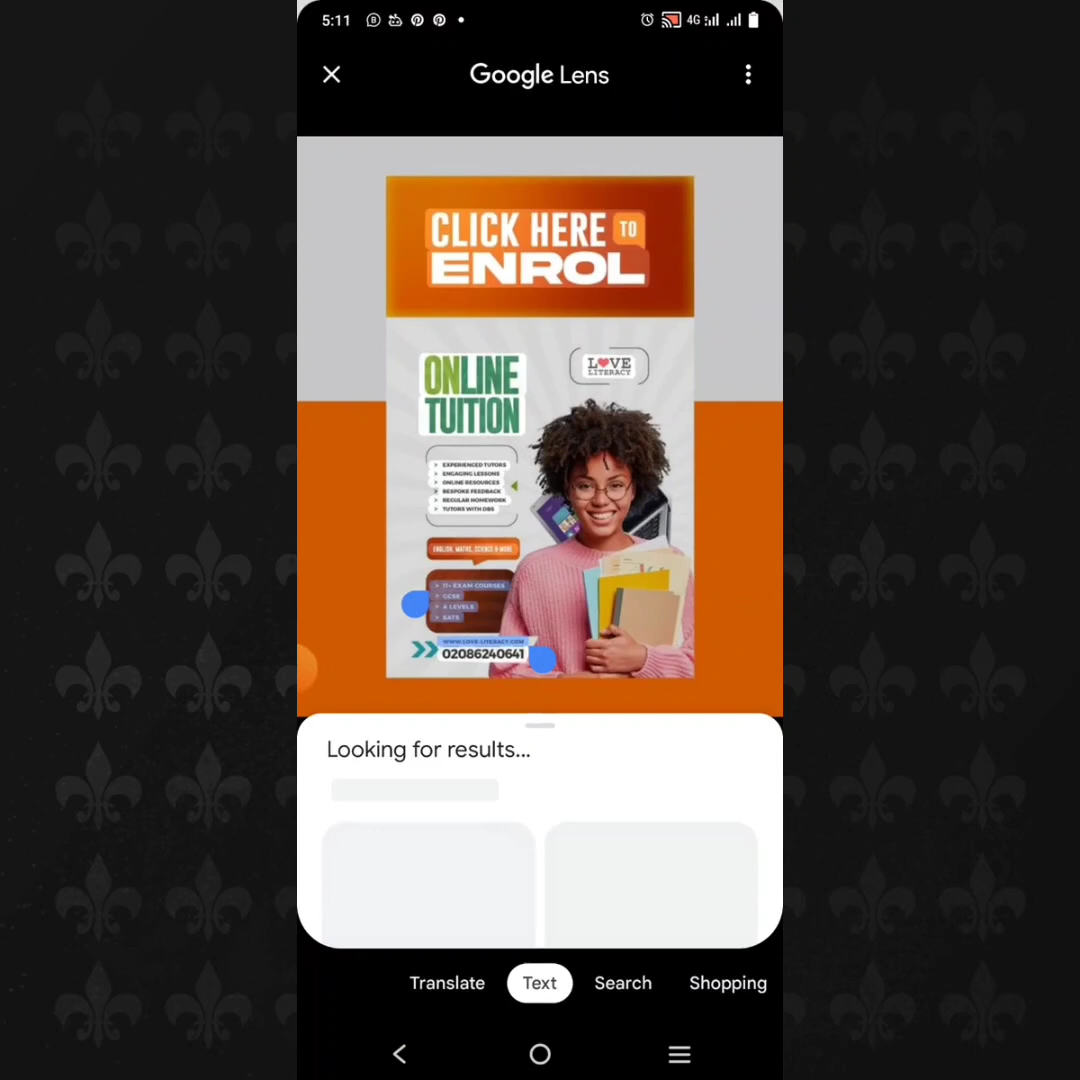 5:11
4G
Google Lens
CLICK HERE TO
ENROL
ONLINE
TUITION
LOVE
LITERACY
> EXPERIENCED TUTORS
> ENGAGING LESSONS
> ONLINE RESOURCES
> BESPOKE FEEDBACK
> REGULAR HOMEWORK
> TUTORS WITH DBS
ENGLISH, MATHS, SCIENCE & MORE
> 11+ EXAM COURSES
> GCSE
> A LEVELS
> SATS
WWW.LOVE-LITERACY.COM
02086240641
Looking for results...
Translate Text Search Shopping